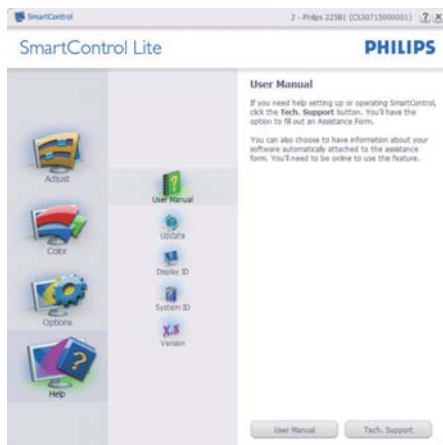 SmartControl
2 - Philips 225B1 (CS30715000001)
? X
SmartControl Lite
PHILIPS
User Manual
If you need help setting up or operating SmartControl,
click the Tech. Support button. You'll have the
option to fill out an Assistance Form.
You can also choose to have information about your
software automatically attached to the assistance
form. You'll need to be online to use this feature.
Adjust
Color
Options
Help
User Manual
Update
Display ID
System ID
X.X
Version
User Manual
Tech. Support